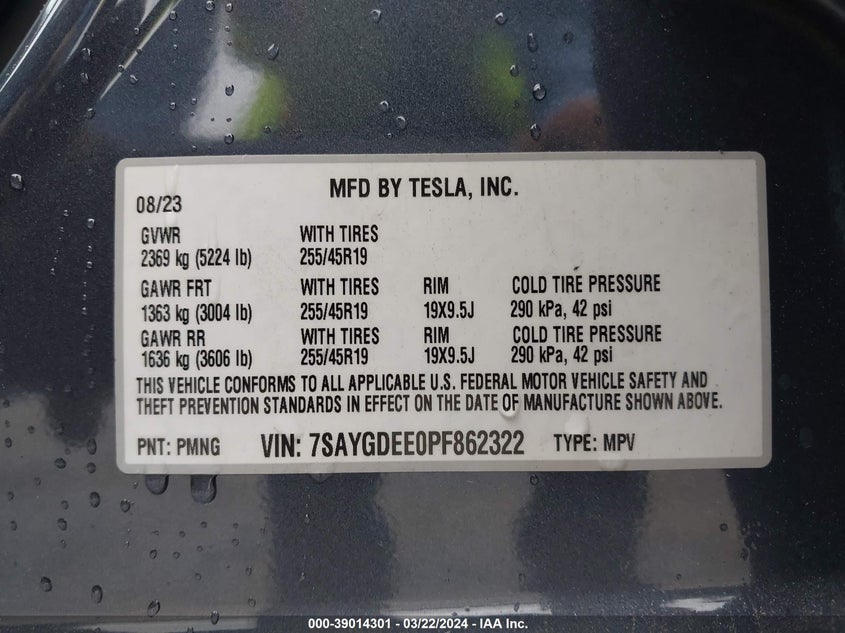 MFD BY TESLA, INC.
08/23
GVWR WITH TIRES
2369 kg (5224 lb) 255/45R19
GAWR FRT WITH TIRES RIM COLD TIRE PRESSURE
1363 kg (3004 lb) 255/45R19 19X9.5J 290 kPa, 42 psi
GAWR RR WITH TIRES RIM COLD TIRE PRESSURE
1636 kg (3606 lb) 255/45R19 19X9.5J 290 kPa, 42 psi
THIS VEHICLE CONFORMS TO ALL APPLICABLE U.S. FEDERAL MOTOR VEHICLE SAFETY AND
THEFT PREVENTION STANDARDS IN EFFECT ON THE DATE OF MANUFACTURE SHOWN ABOVE.
PNT: PMNG VIN: 7SAYGDEE0PF862322 TYPE: MPV
000-39014301 - 03/22/2024 - IAA Inc.